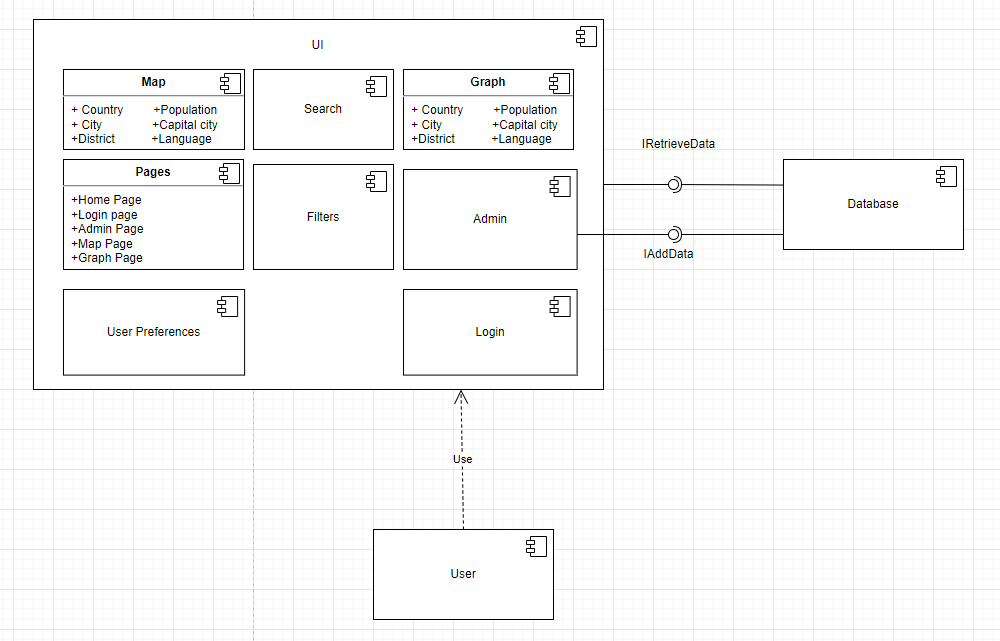 UI
Map
+ Country +Population
+ City +Capital city
+District +Language
Search
Graph
+ Country +Population
+ City +Capital city
+District +Language
Pages
+Home Page
+Login page
+Admin Page
+Map Page
+Graph Page
Filters
Admin
User Preferences
Login
IRetrieveData
IAddData
Database
Use
User